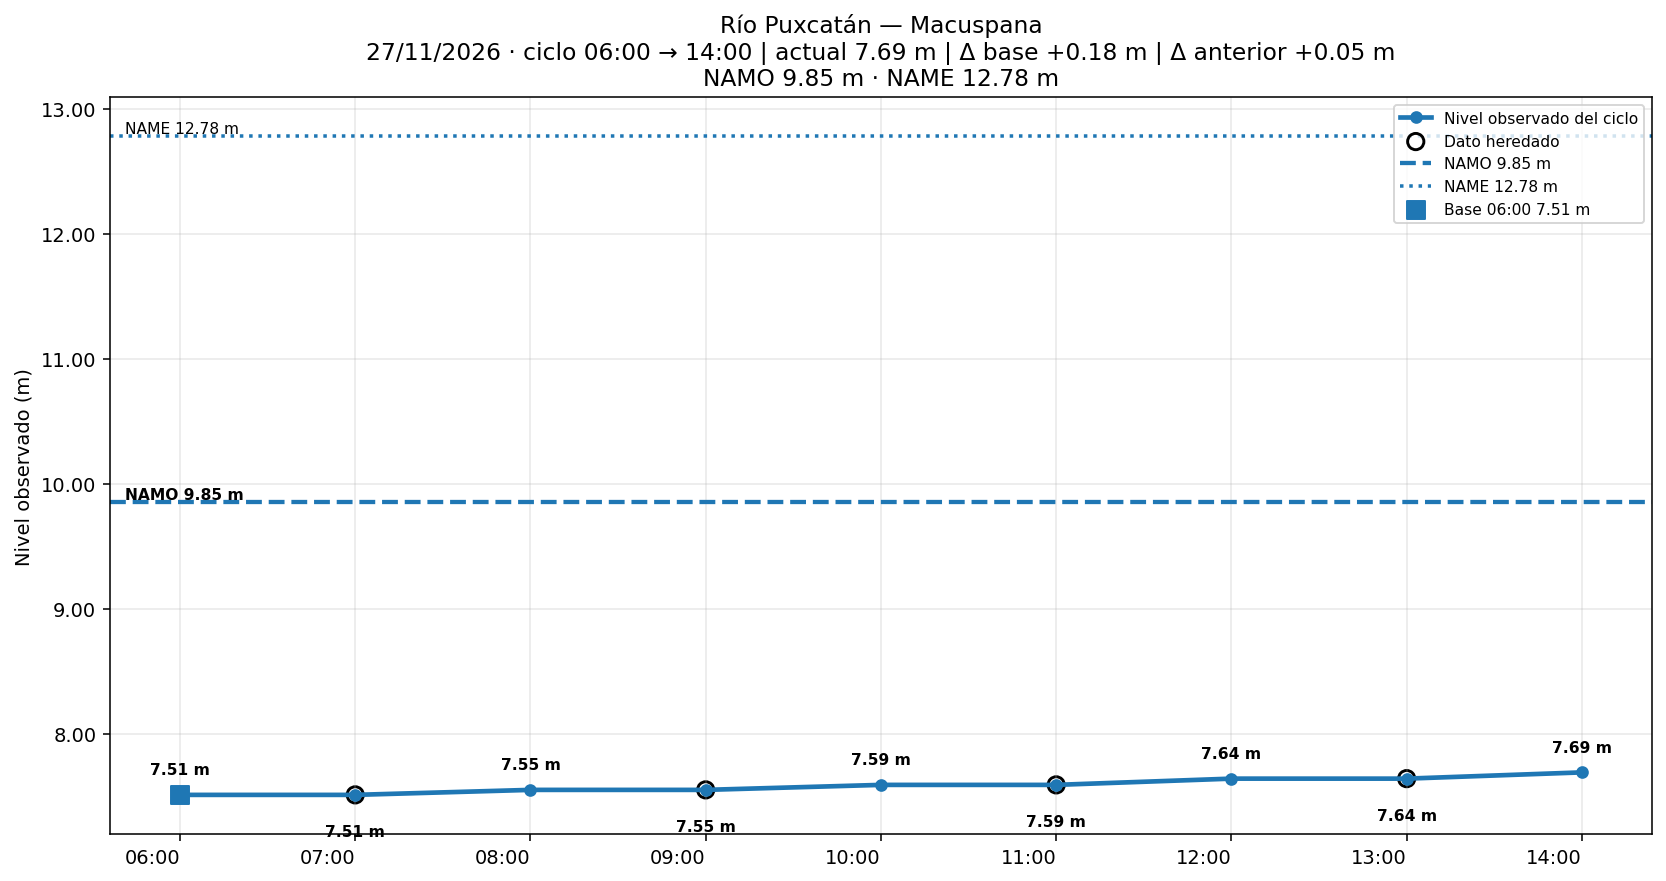 Río Puxcatán — Macuspana
27/11/2026 · ciclo 06:00 → 14:00 | actual 7.69 m | Δ base +0.18 m | Δ anterior +0.05 m
NAMO 9.85 m · NAME 12.78 m
Nivel observado (m)
13.00
12.00
11.00
10.00
9.00
8.00
NAME 12.78 m
NAMO 9.85 m
Nivel observado del ciclo
Dato heredado
NAMO 9.85 m
NAME 12.78 m
Base 06:00 7.51 m
7.51 m
7.51 m
7.55 m
7.55 m
7.59 m
7.59 m
7.64 m
7.64 m
7.69 m
06:00
07:00
08:00
09:00
10:00
11:00
12:00
13:00
14:00